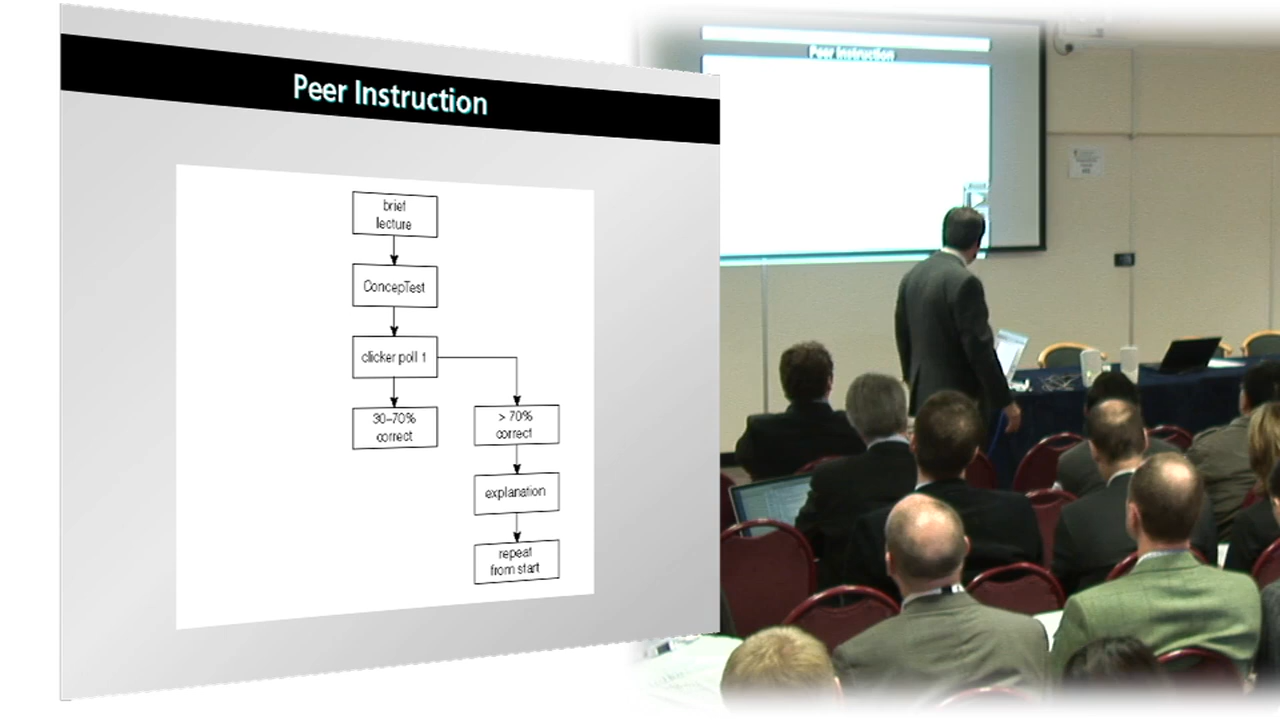 Peer Instruction
brief
lecture
ConcepTest
clicker poll 1
30–70%
correct
> 70%
correct
explanation
repeat
from start
Peer Instruction